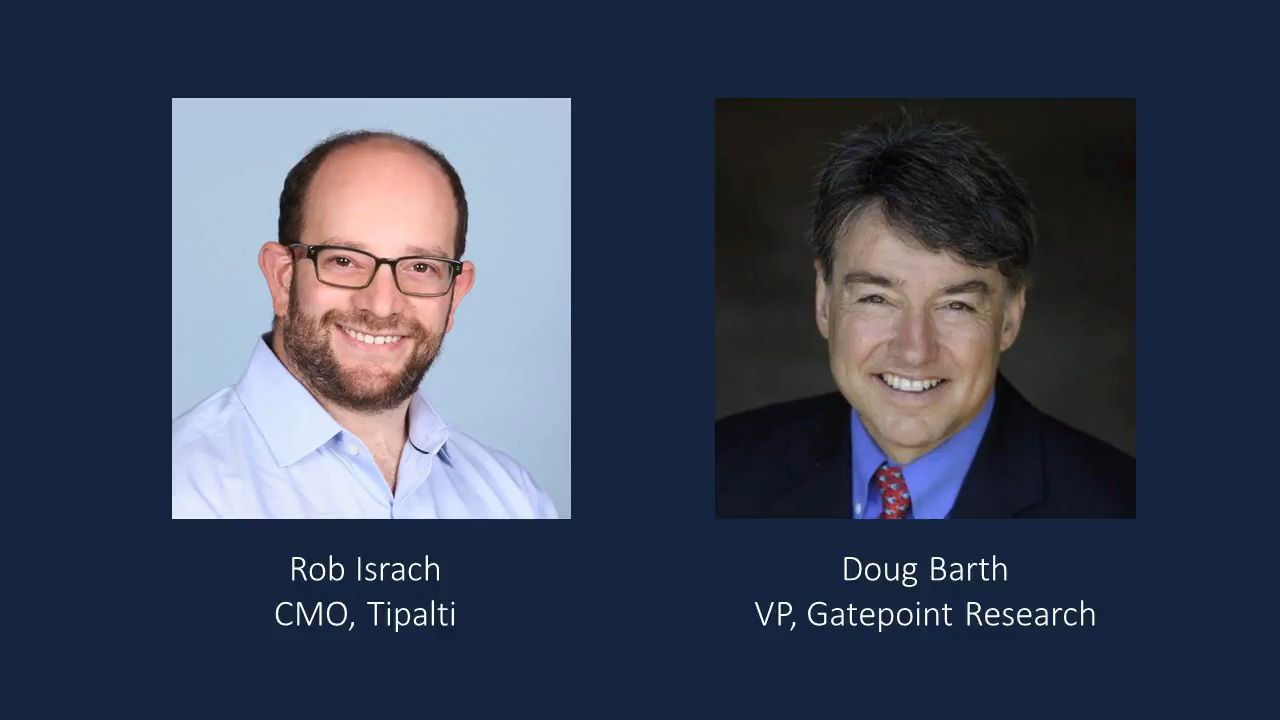 Rob Israch
CMO, Tipalti
Doug Barth
VP, Gatepoint Research